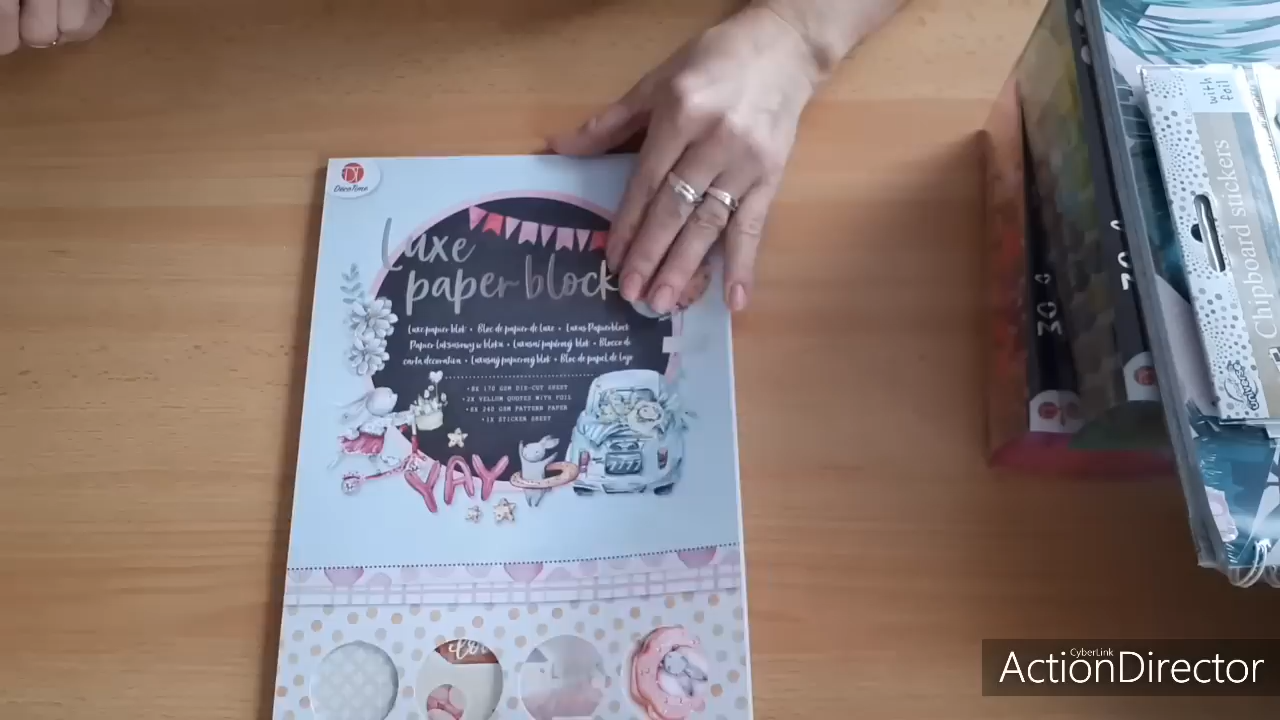 DI
DecoTime
Luxe
paper block
Luxe papier blok • Bloc de papier de Luxe • Luxus Papierblock
Papier luksusowy w bloku • Luxusní papírový blok • Blocco di
carta decorativa • Luxusný papierový blok • Bloc de papel de lujo
• 8X 170 GSM DIE-CUT SHEET
• 2X VELLUM QUOTES WITH FOIL
• 8X 240 GSM PATTERN PAPER
• 1X STICKER SHEET
YAY!
30
with
foil
Chipboard stickers
CyberLink
ActionDirector